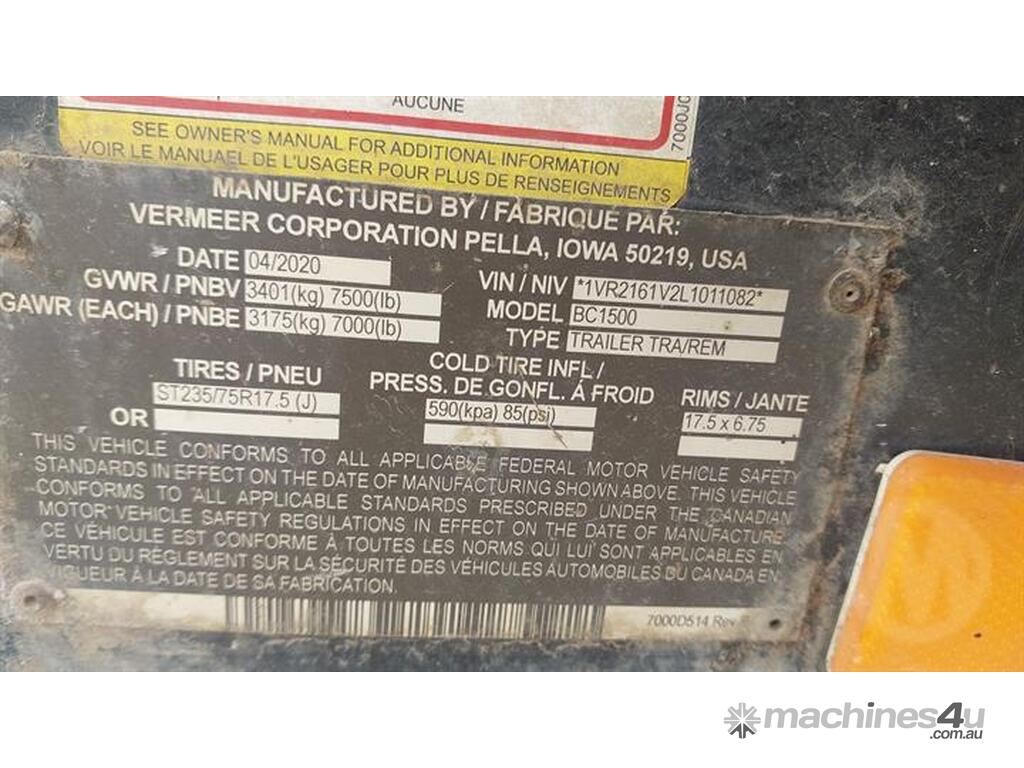 AUCUNE
7000JC
SEE OWNER'S MANUAL FOR ADDITIONAL INFORMATION
VOIR LE MANUAEL DE L'USAGER POUR PLUS DE RENSEIGNEMENTS
MANUFACTURED BY / FABRIQUÉ PAR:
VERMEER CORPORATION PELLA, IOWA 50219, USA
DATE 04/2020
VIN / NIV *1VR2161V2L1011082*
GVWR / PNBV 3401(kg) 7500(lb)
MODEL BC1500
GAWR (EACH) / PNBE 3175(kg) 7000(lb)
TYPE TRAILER TRA/REM
TIRES / PNEU
COLD TIRE INFL /
PRESS. DE GONFL. Á FROID
RIMS / JANTE
ST235/75R17.5 (J)
590(kpa) 85(psi)
17.5 x 6.75
OR
THIS VEHICLE CONFORMS TO ALL APPLICABLE FEDERAL MOTOR VEHICLE SAFETY
STANDARDS IN EFFECT ON THE DATE OF MANUFACTURING SHOWN ABOVE. THIS VEHICLE
CONFORMS TO ALL APPLICABLE STANDARDS PRESCRIBED UNDER THE CANADIAN
MOTOR VEHICLE SAFETY REGULATIONS IN EFFECT ON THE DATE OF MANUFACTURE
CE VÉHICULE EST CONFORME À TOUTES LES NORMS QUI LUI SONT APPLICABLES EN
VERTU DU RÉGLEMENT SUR LA SÉCURITÉ DES VÉHICULES AUTOMOBILES DU CANADA EN
VIGUEUR À LA DATE DE SA FABRICATION.
7000D514 Rev
machines4u
.com.au